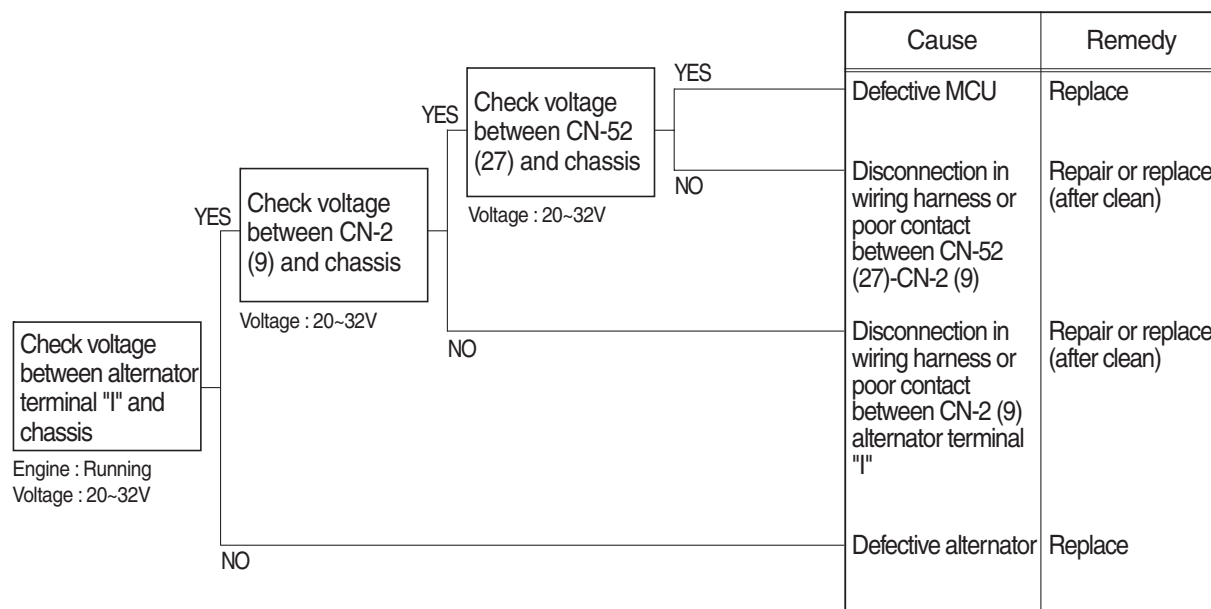 Cause
Remedy
YES
Defective MCU
Replace
Check voltage
between CN-52
(27) and chassis
YES
NO
Voltage : 20~32V
Disconnection in
wiring harness or
poor contact
between CN-52
(27)-CN-2 (9)
Repair or replace
(after clean)
YES
Check voltage
between CN-2
(9) and chassis
Voltage : 20~32V
NO
Disconnection in
wiring harness or
poor contact
between CN-2 (9)
alternator terminal
"I"
Repair or replace
(after clean)
Check voltage
between alternator
terminal "I" and
chassis
Engine : Running
Voltage : 20~32V
NO
Defective alternator
Replace